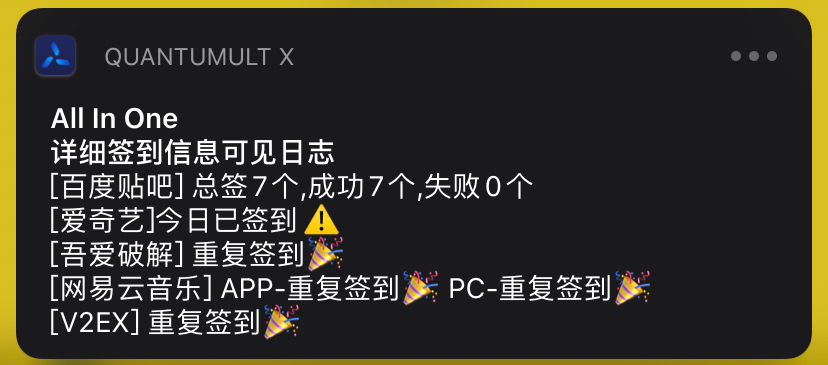 QUANTUMULT X
All In One
详细签到信息可见日志
[百度贴吧] 总签7个,成功7个,失败0个
[爱奇艺]今日已签到 ⚠️
[吾爱破解] 重复签到🎉
[网易云音乐] APP-重复签到🎉 PC-重复签到🎉
[V2EX] 重复签到🎉